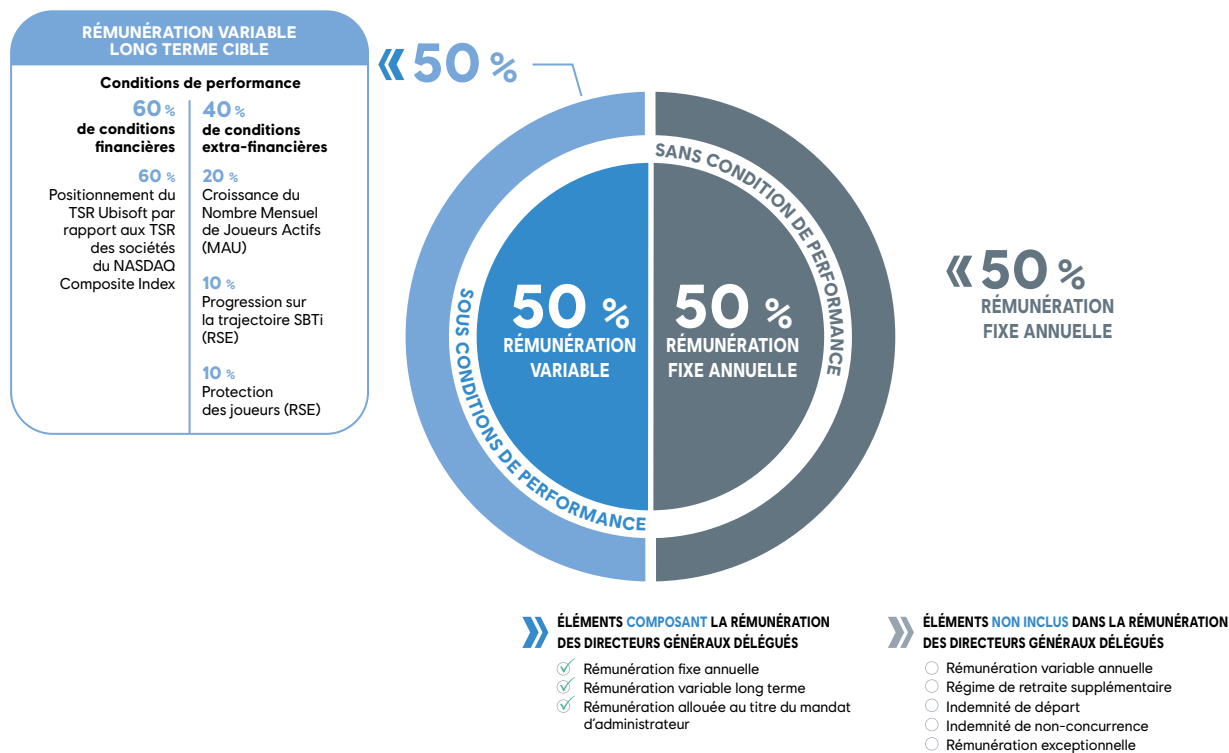 RÉMUNÉRATION VARIABLE
LONG TERME CIBLE
Conditions de performance
60 %
de conditions
financières
60 %
Positionnement du
TSR Ubisoft par
rapport aux TSR
des sociétés
du NASDAQ
Composite Index
40 %
de conditions
extra-financières
20 %
Croissance du
Nombre Mensuel
de Joueurs Actifs
(MAU)
10 %
Progression sur
la trajectoire SBTi
(RSE)
10 %
Protection
des joueurs (RSE)
« 50 %
SOUS CONDITIONS DE PERFORMANCE
50 %
RÉMUNÉRATION
VARIABLE
SANS CONDITION DE PERFORMANCE
50 %
RÉMUNÉRATION
FIXE ANNUELLE
« 50 %
RÉMUNÉRATION
FIXE ANNUELLE
» ÉLÉMENTS COMPOSANT LA RÉMUNÉRATION
DES DIRECTEURS GÉNÉRAUX DÉLÉGUÉS
Rémunération fixe annuelle
Rémunération variable long terme
Rémunération allouée au titre du mandat
d'administrateur
» ÉLÉMENTS NON INCLUS DANS LA RÉMUNÉRATION
DES DIRECTEURS GÉNÉRAUX DÉLÉGUÉS
Rémunération variable annuelle
Régime de retraite supplémentaire
Indemnité de départ
Indemnité de non-concurrence
Rémunération exceptionnelle